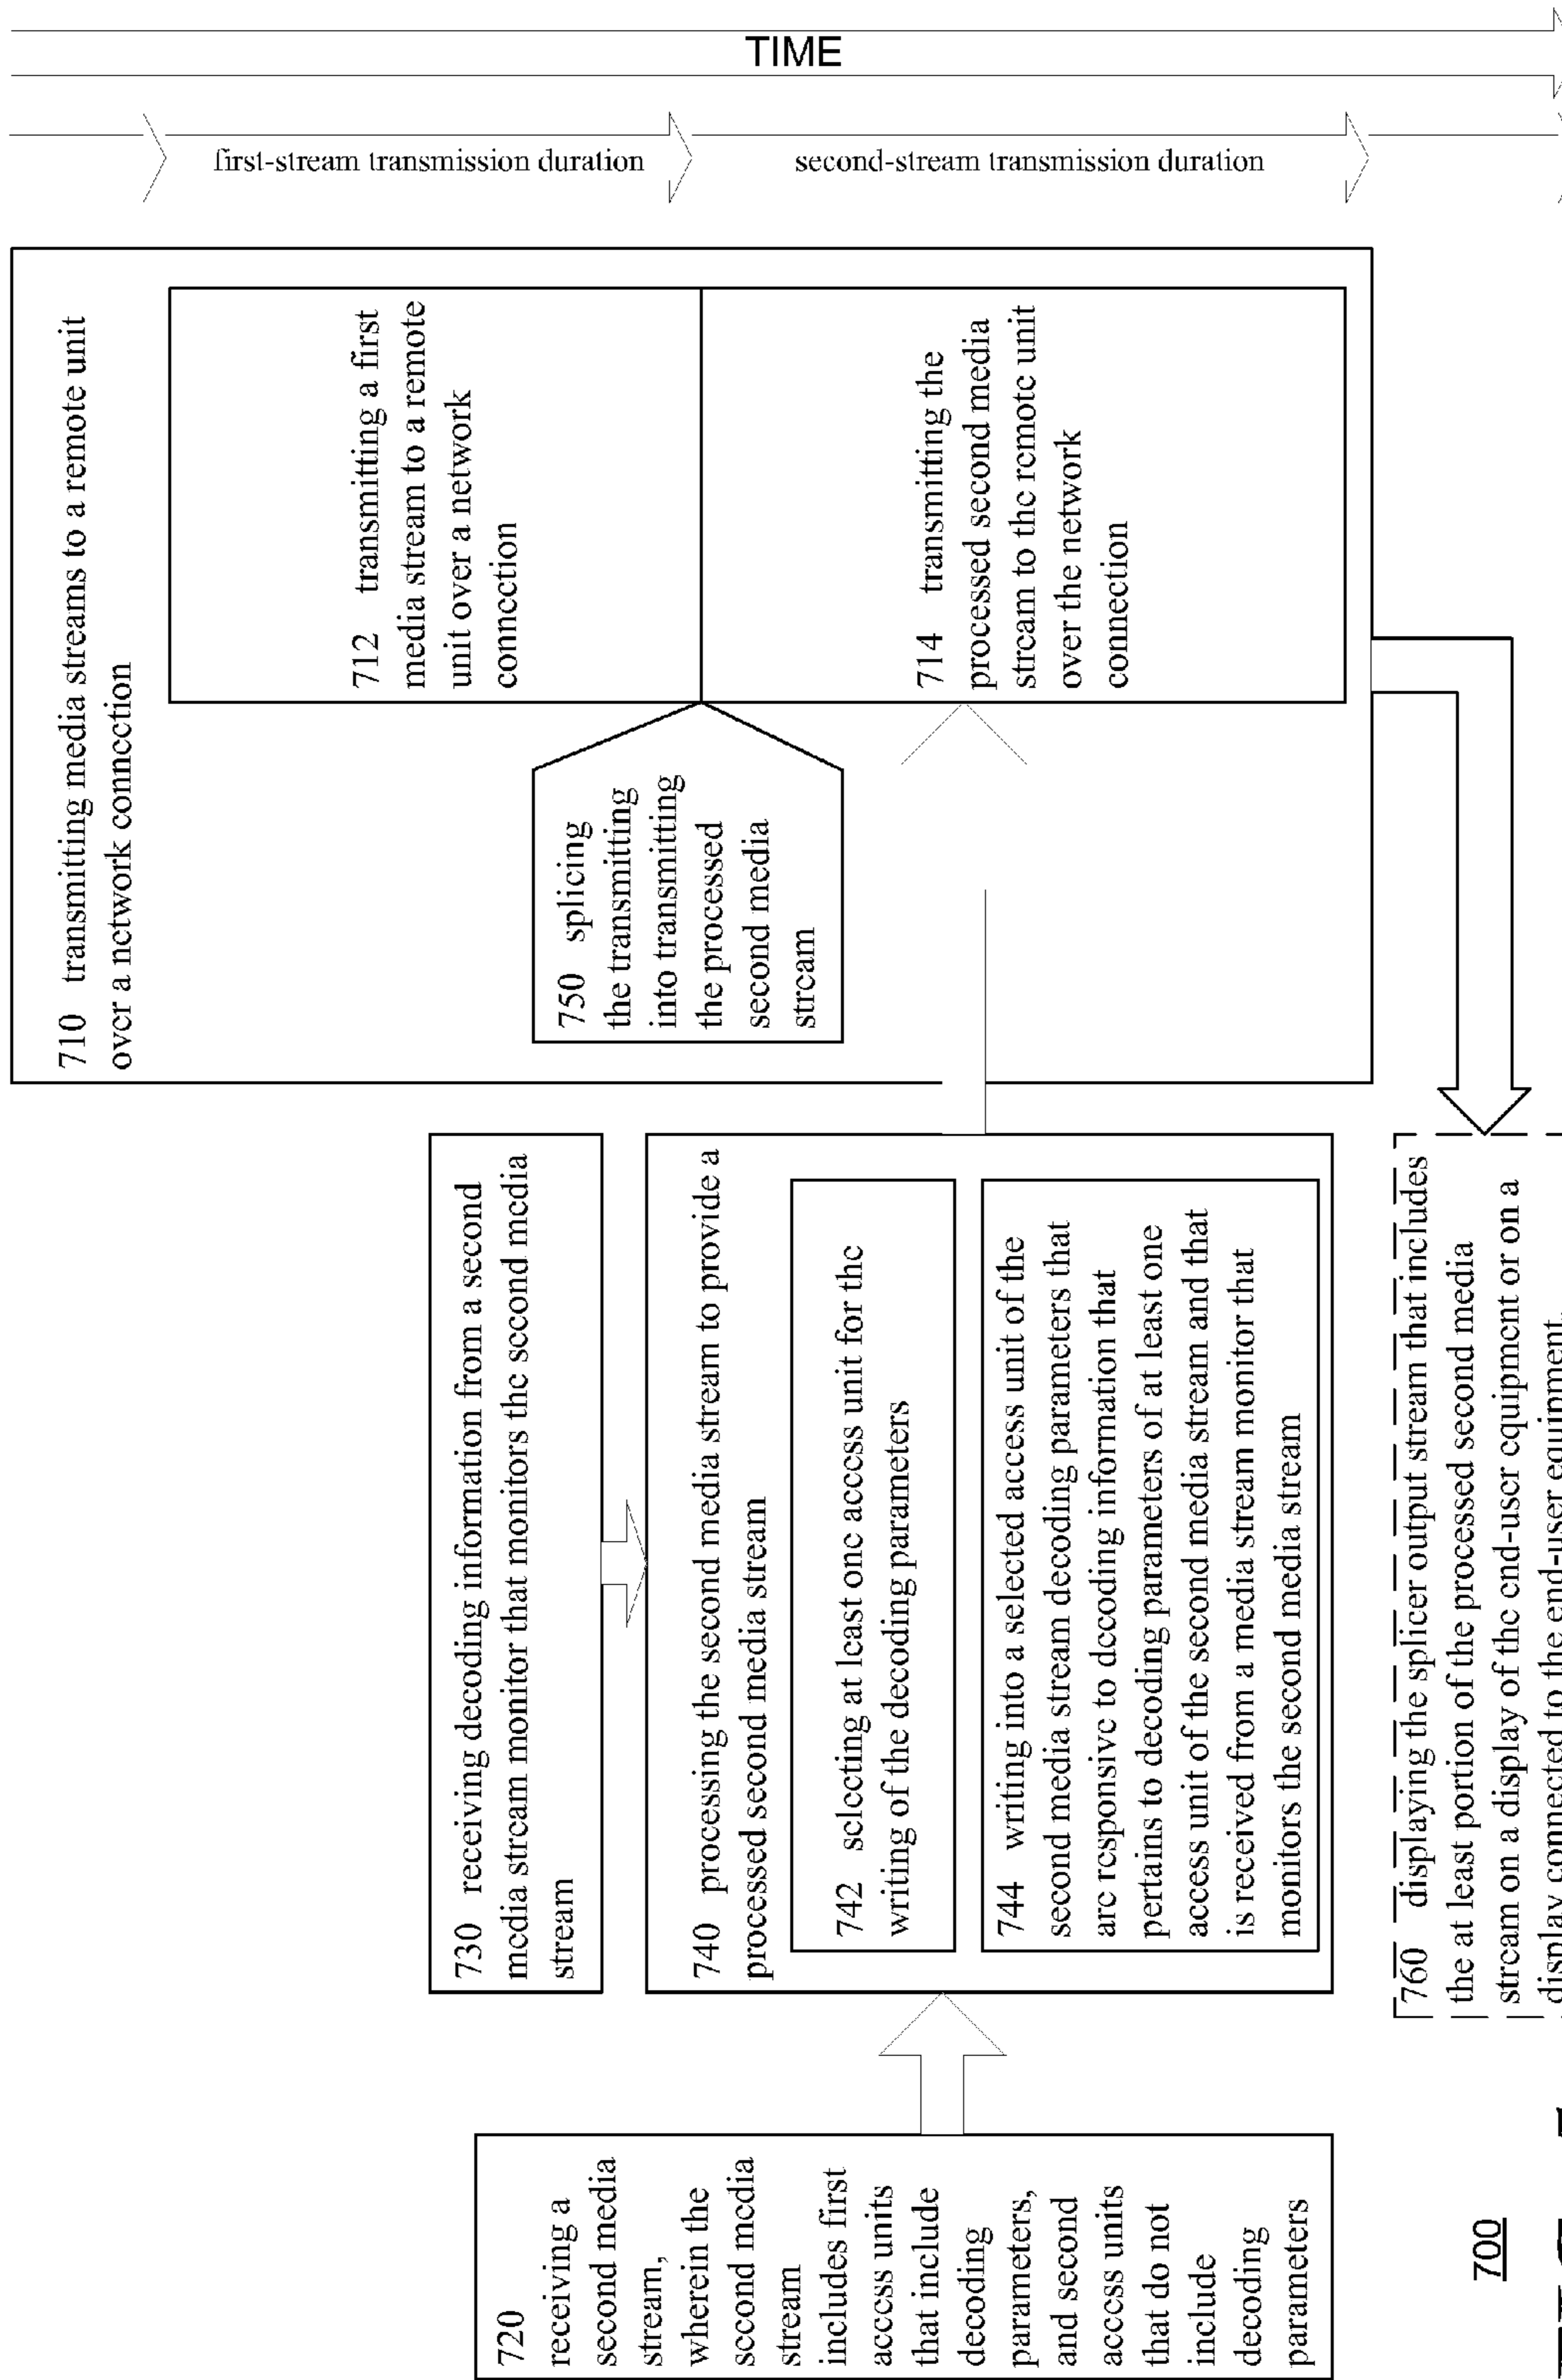 TIME
first-stream transmission duration
second-stream transmission duration
710 transmitting media streams to a remote unit
over a network connection
712 transmitting a first
media stream to a remote
unit over a network
connection
714 transmitting the
processed second media
stream to the remote unit
over the network
connection
750 splicing
the transmitting
into transmitting
the processed
second media
stream
730 receiving decoding information from a second
media stream monitor that monitors the second media
stream
740 processing the second media stream to provide a
processed second media stream
742 selecting at least one access unit for the
writing of the decoding parameters
744 writing into a selected access unit of the
second media stream decoding parameters that
are responsive to decoding information that
pertains to decoding parameters of at least one
access unit of the second media stream and that
is received from a media stream monitor that
monitors the second media stream
720
receiving a
second media
stream,
wherein the
second media
stream
includes first
access units
that include
decoding
parameters,
and second
access units
that do not
include
decoding
parameters
760 displaying the splicer output stream that includes
the at least portion of the processed second media
stream on a display of the end-user equipment or on a
display connected to the end-user equipment
700